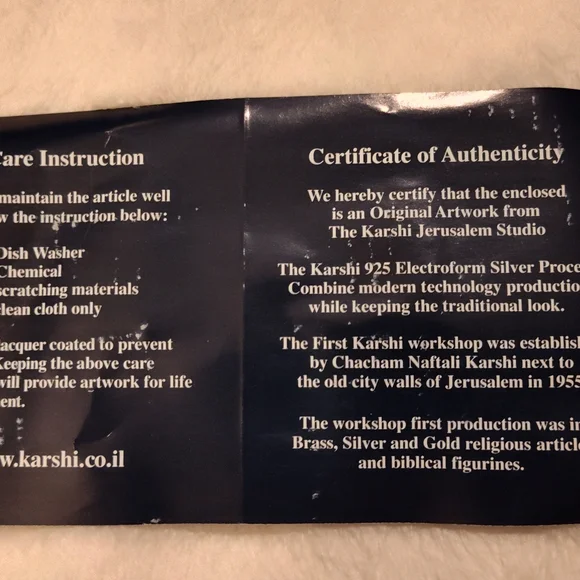 Care Instruction
maintain the article well
w the instruction below:
Dish Washer
Chemical
scratching materials
clean cloth only
acquer coated to prevent
Keeping the above care
will provide artwork for life
ent.
w.karshi.co.il
Certificate of Authenticity
We hereby certify that the enclosed
is an Original Artwork from
The Karshi Jerusalem Studio
The Karshi 925 Electroform Silver Proce
Combine modern technology productio
while keeping the traditional look.
The First Karshi workshop was establish
by Chacham Naftali Karshi next to
the old city walls of Jerusalem in 1955
The workshop first production was in
Brass, Silver and Gold religious article
and biblical figurines.